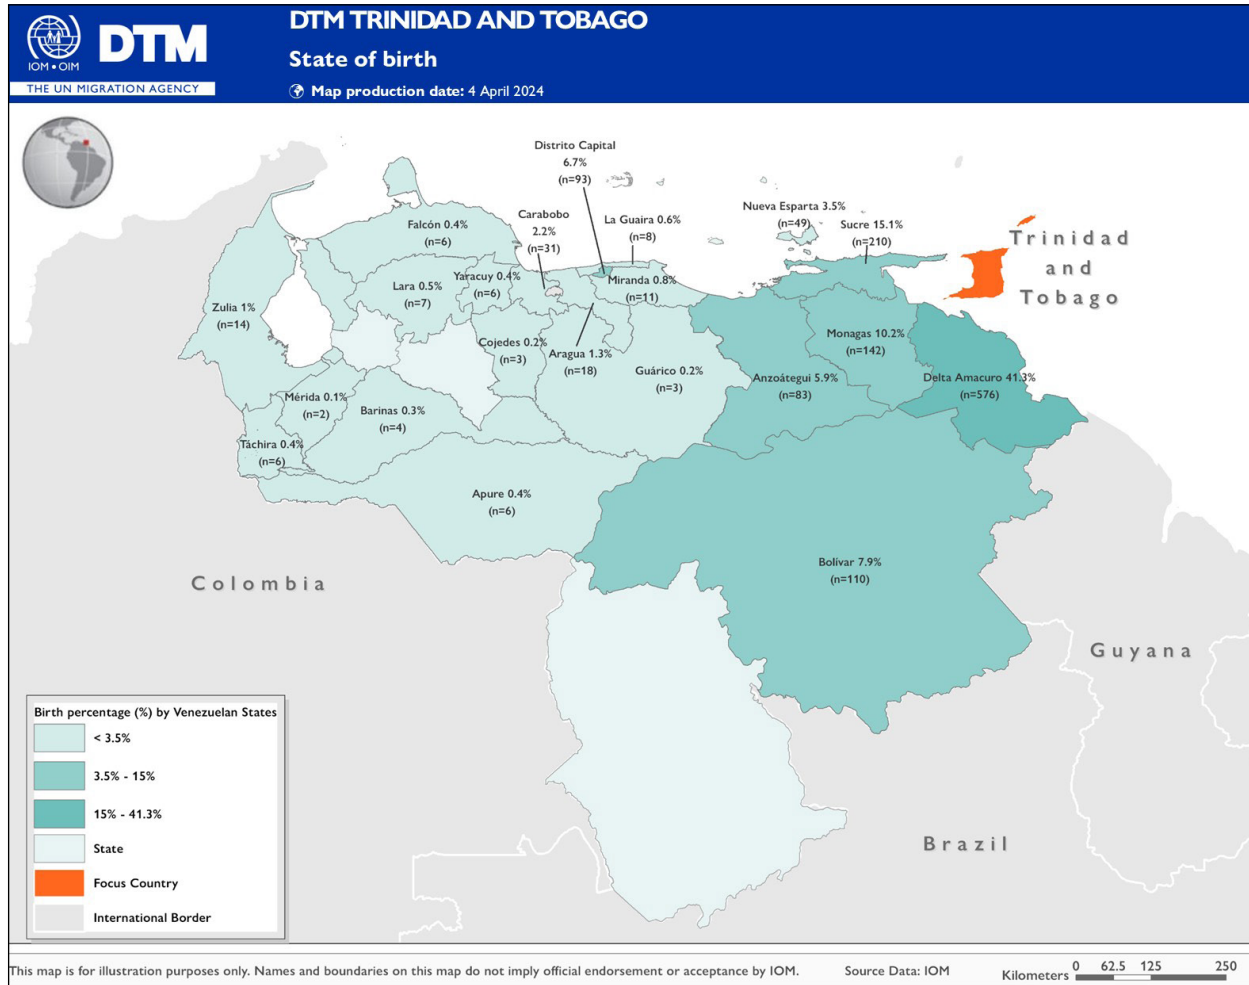 IOM • OIM
DTM
THE UN MIGRATION AGENCY
DTM TRINIDAD AND TOBAGO
State of birth
Map production date: 4 April 2024
Distrito Capital
6.7%
(n=93)
Carabobo
2.2%
(n=31)
La Guaira 0.6%
(n=8)
Nueva Esparta 3.5%
(n=49)
Sucre 15.1%
(n=210)
Falcón 0.4%
(n=6)
Trinidad
and
Tobago
Zulia 1%
(n=14)
Lara 0.5%
(n=7)
Yaracuy 0.4%
(n=6)
Miranda 0.8%
(n=11)
Cojedes 0.2%
(n=3)
Aragua 1.3%
(n=18)
Guárico 0.2%
(n=3)
Monagas 10.2%
(n=142)
Anzoátegui 5.9%
(n=83)
Delta Amacuro 41.3%
(n=576)
Mérida 0.1%
(n=2)
Barinas 0.3%
(n=4)
Táchira 0.4%
(n=6)
Apure 0.4%
(n=6)
Bolívar 7.9%
(n=110)
Colombia
Guyana
Brazil
Birth percentage (%) by Venezuelan States
< 3.5%
3.5% - 15%
15% - 41.3%
State
Focus Country
International Border
This map is for illustration purposes only. Names and boundaries on this map do not imply official endorsement or acceptance by IOM.
Source Data: IOM
Kilometers
0 62.5 125 250